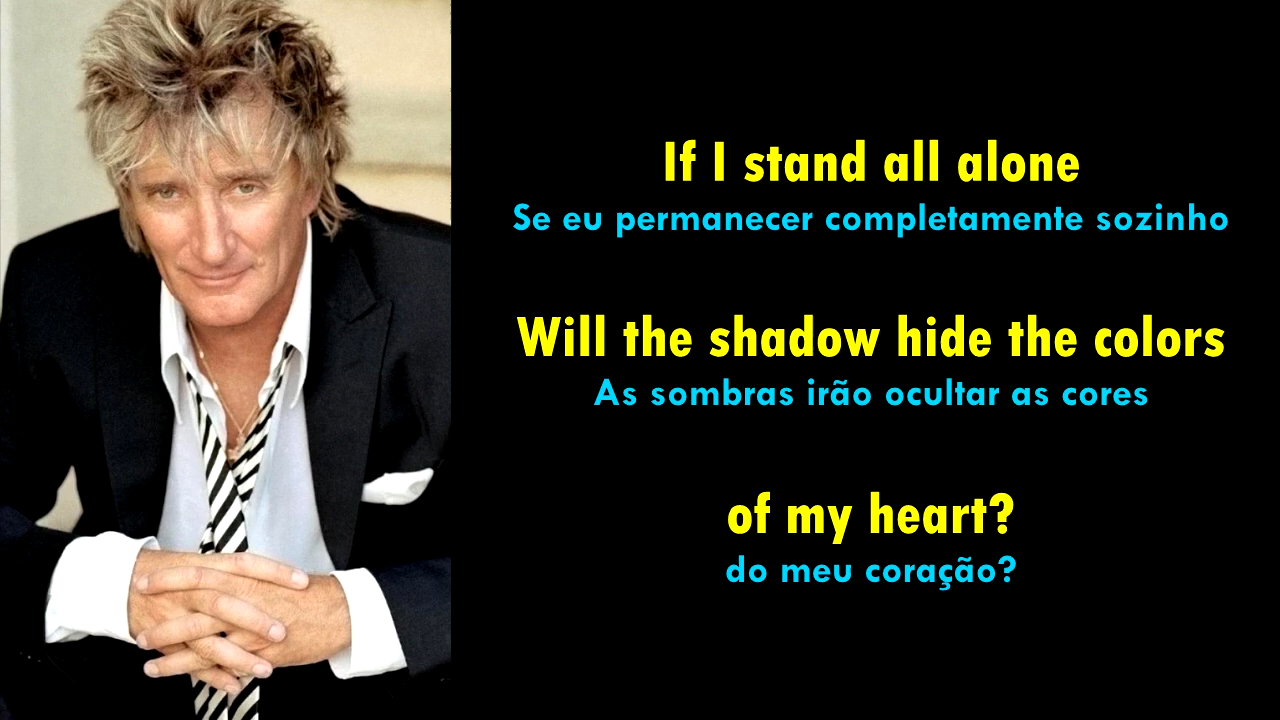 If I stand all alone
Se eu permanecer completamente sozinho
Will the shadow hide the colors
As sombras irão ocultar as cores
of my heart?
do meu coração?